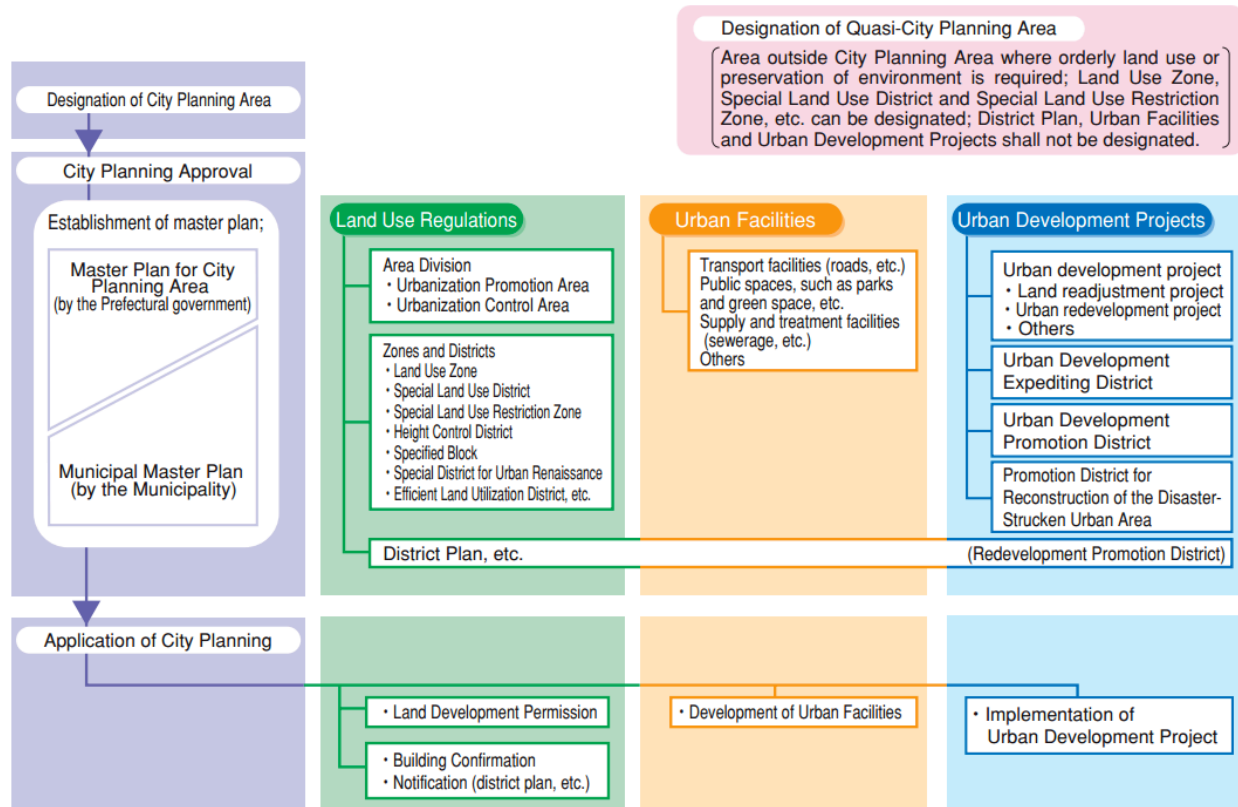 Designation of Quasi-City Planning Area
Area outside City Planning Area where orderly land use or
preservation of environment is required; Land Use Zone,
Special Land Use District and Special Land Use Restriction
Zone, etc. can be designated; District Plan, Urban Facilities
and Urban Development Projects shall not be designated.
Designation of City Planning Area
City Planning Approval
Establishment of master plan;
Master Plan for City
Planning Area
(by the Prefectural government)
Municipal Master Plan
(by the Municipality)
Land Use Regulations
Area Division
・Urbanization Promotion Area
・Urbanization Control Area
Zones and Districts
・Land Use Zone
・Special Land Use District
・Special Land Use Restriction Zone
・Height Control District
・Specified Block
・Special District for Urban Renaissance
・Efficient Land Utilization District, etc.
District Plan, etc.
(Redevelopment Promotion District)
Urban Facilities
Transport facilities (roads, etc.)
Public spaces, such as parks
and green space, etc.
Supply and treatment facilities
(sewerage, etc.)
Others
Urban Development Projects
Urban development project
・Land readjustment project
・Urban redevelopment project
・Others
Urban Development
Expediting District
Urban Development
Promotion District
Promotion District for
Reconstruction of the Disaster-
Strucken Urban Area
Application of City Planning
・Land Development Permission
・Building Confirmation
・Notification (district plan, etc.)
・Development of Urban Facilities
・Implementation of
Urban Development Project